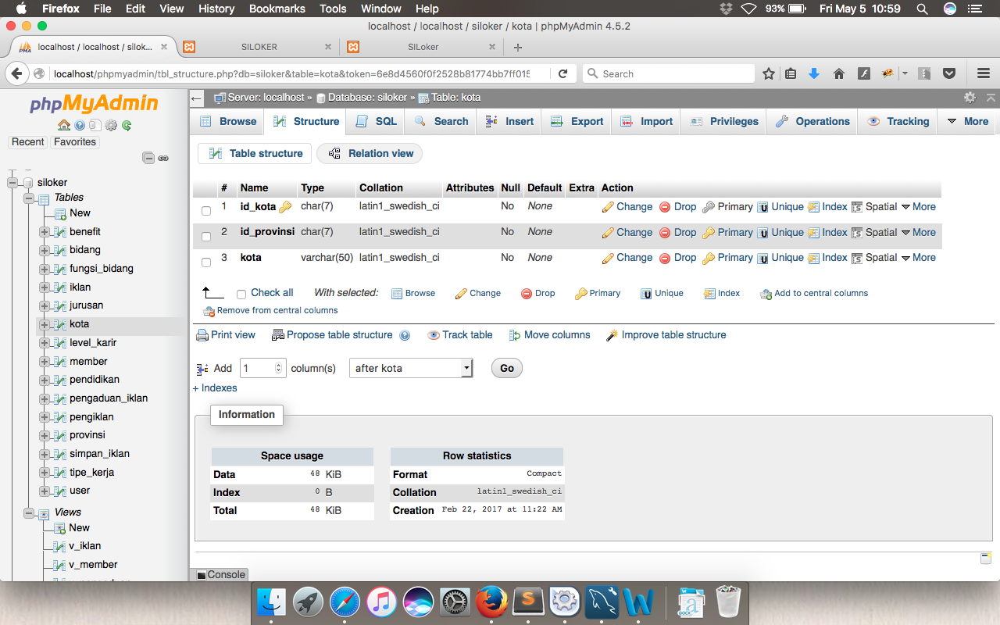 Firefox File Edit View History Bookmarks Tools Window Help 93% Fri May 5 10:59
localhost / localhost / siloker / kota | phpMyAdmin 4.5.2
PMA localhost / localhost / silok... SILOKER SILoker
localhost/phpmyadmin/tbl_structure.php?db=siloker&table=kota&token=6e8d4560f0f2528b81774bb7ff015 Search
phpMyAdmin
Server: localhost » Database: siloker » Table: kota
Browse Structure SQL Search Insert Export Import Privileges Operations Tracking More
Recent Favorites
Table structure Relation view
siloker
Tables
New
benefit
bidang
fungsi_bidang
iklan
jurusan
kota
level_karir
member
pendidikan
pengaduan_iklan
pengiklan
provinsi
simpan_iklan
tipe_kerja
user
Views
New
v_iklan
v_member
# Name Type Collation Attributes Null Default Extra Action
1 id_kota char(7) latin1_swedish_ci No None Change Drop Primary Unique Index Spatial More
2 id_provinsi char(7) latin1_swedish_ci No None Change Drop Primary Unique Index Spatial More
3 kota varchar(50) latin1_swedish_ci No None Change Drop Primary Unique Index Spatial More
Check all With selected: Browse Change Drop Primary Unique Index Add to central columns
Remove from central columns
Print view Propose table structure Track table Move columns Improve table structure
Add 1 column(s) after kota Go
+ Indexes
Information
Space usage
Data 48 KiB
Index 0 B
Total 48 KiB
Row statistics
Format Compact
Collation latin1_swedish_ci
Creation Feb 22, 2017 at 11:22 AM
Console